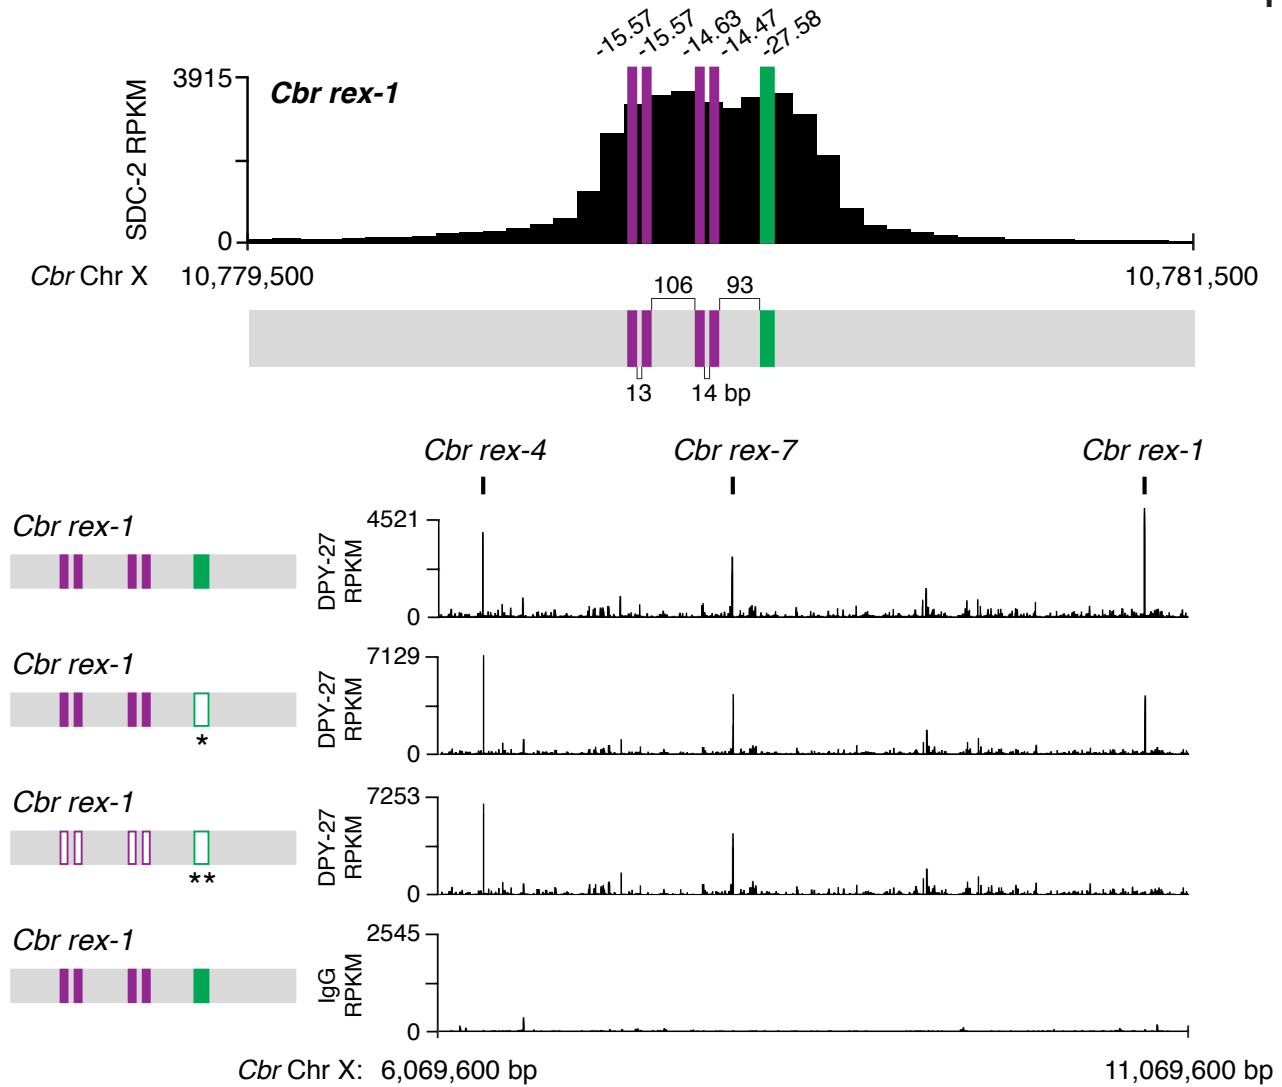 -15.57 -15.57 -14.63 -14.47 -27.58
3915
Cbr rex-1
SDC-2 RPKM
0
Cbr Chr X 10,779,500 10,781,500
106 93
13 14 bp
Cbr rex-4 Cbr rex-7 Cbr rex-1
Cbr rex-1
4521
DPY-27
RPKM
0
Cbr rex-1
*
7129
DPY-27
RPKM
0
Cbr rex-1
**
7253
DPY-27
RPKM
0
Cbr rex-1
2545
IgG
RPKM
0
Cbr Chr X: 6,069,600 bp 11,069,600 bp